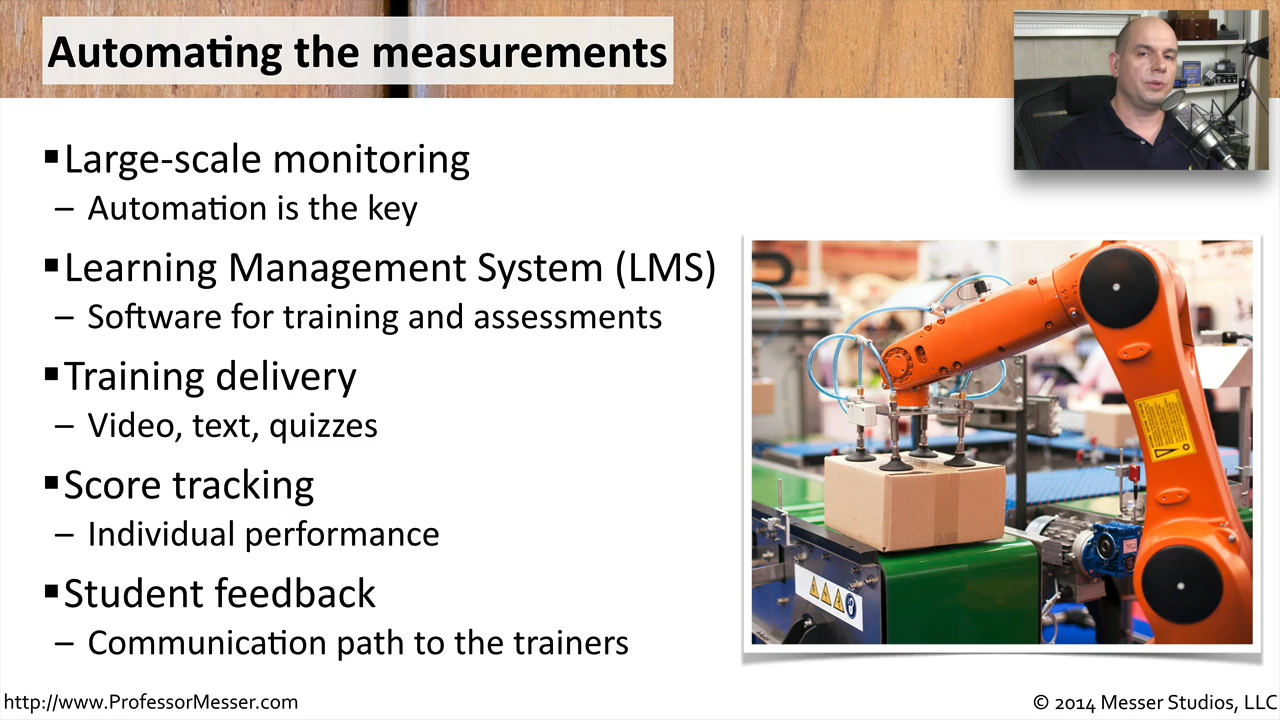 Automating the measurements
▪Large-scale monitoring
– Automation is the key
▪Learning Management System (LMS)
– Software for training and assessments
▪Training delivery
– Video, text, quizzes
▪Score tracking
– Individual performance
▪Student feedback
– Communication path to the trainers
http://www.ProfessorMesser.com
© 2014 Messer Studios, LLC